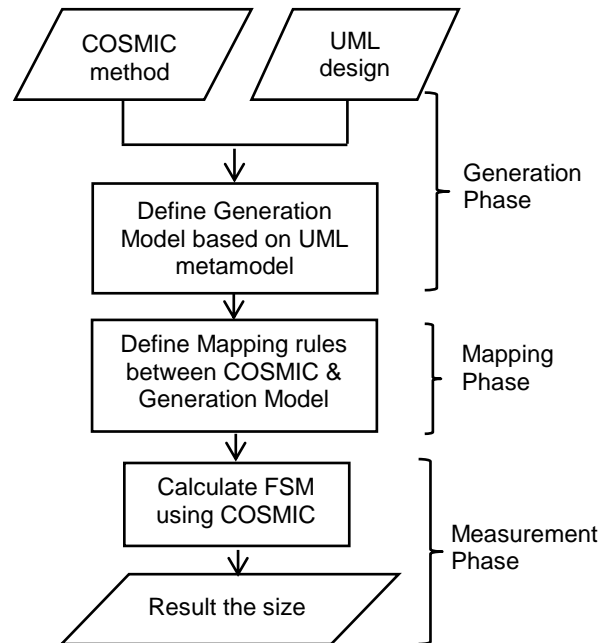 COSMIC
method
UML
design
Generation
Phase
Define Generation
Model based on UML
metamodel
Define Mapping rules
between COSMIC &
Generation Model
Mapping
Phase
Calculate FSM
using COSMIC
Measurement
Phase
Result the size